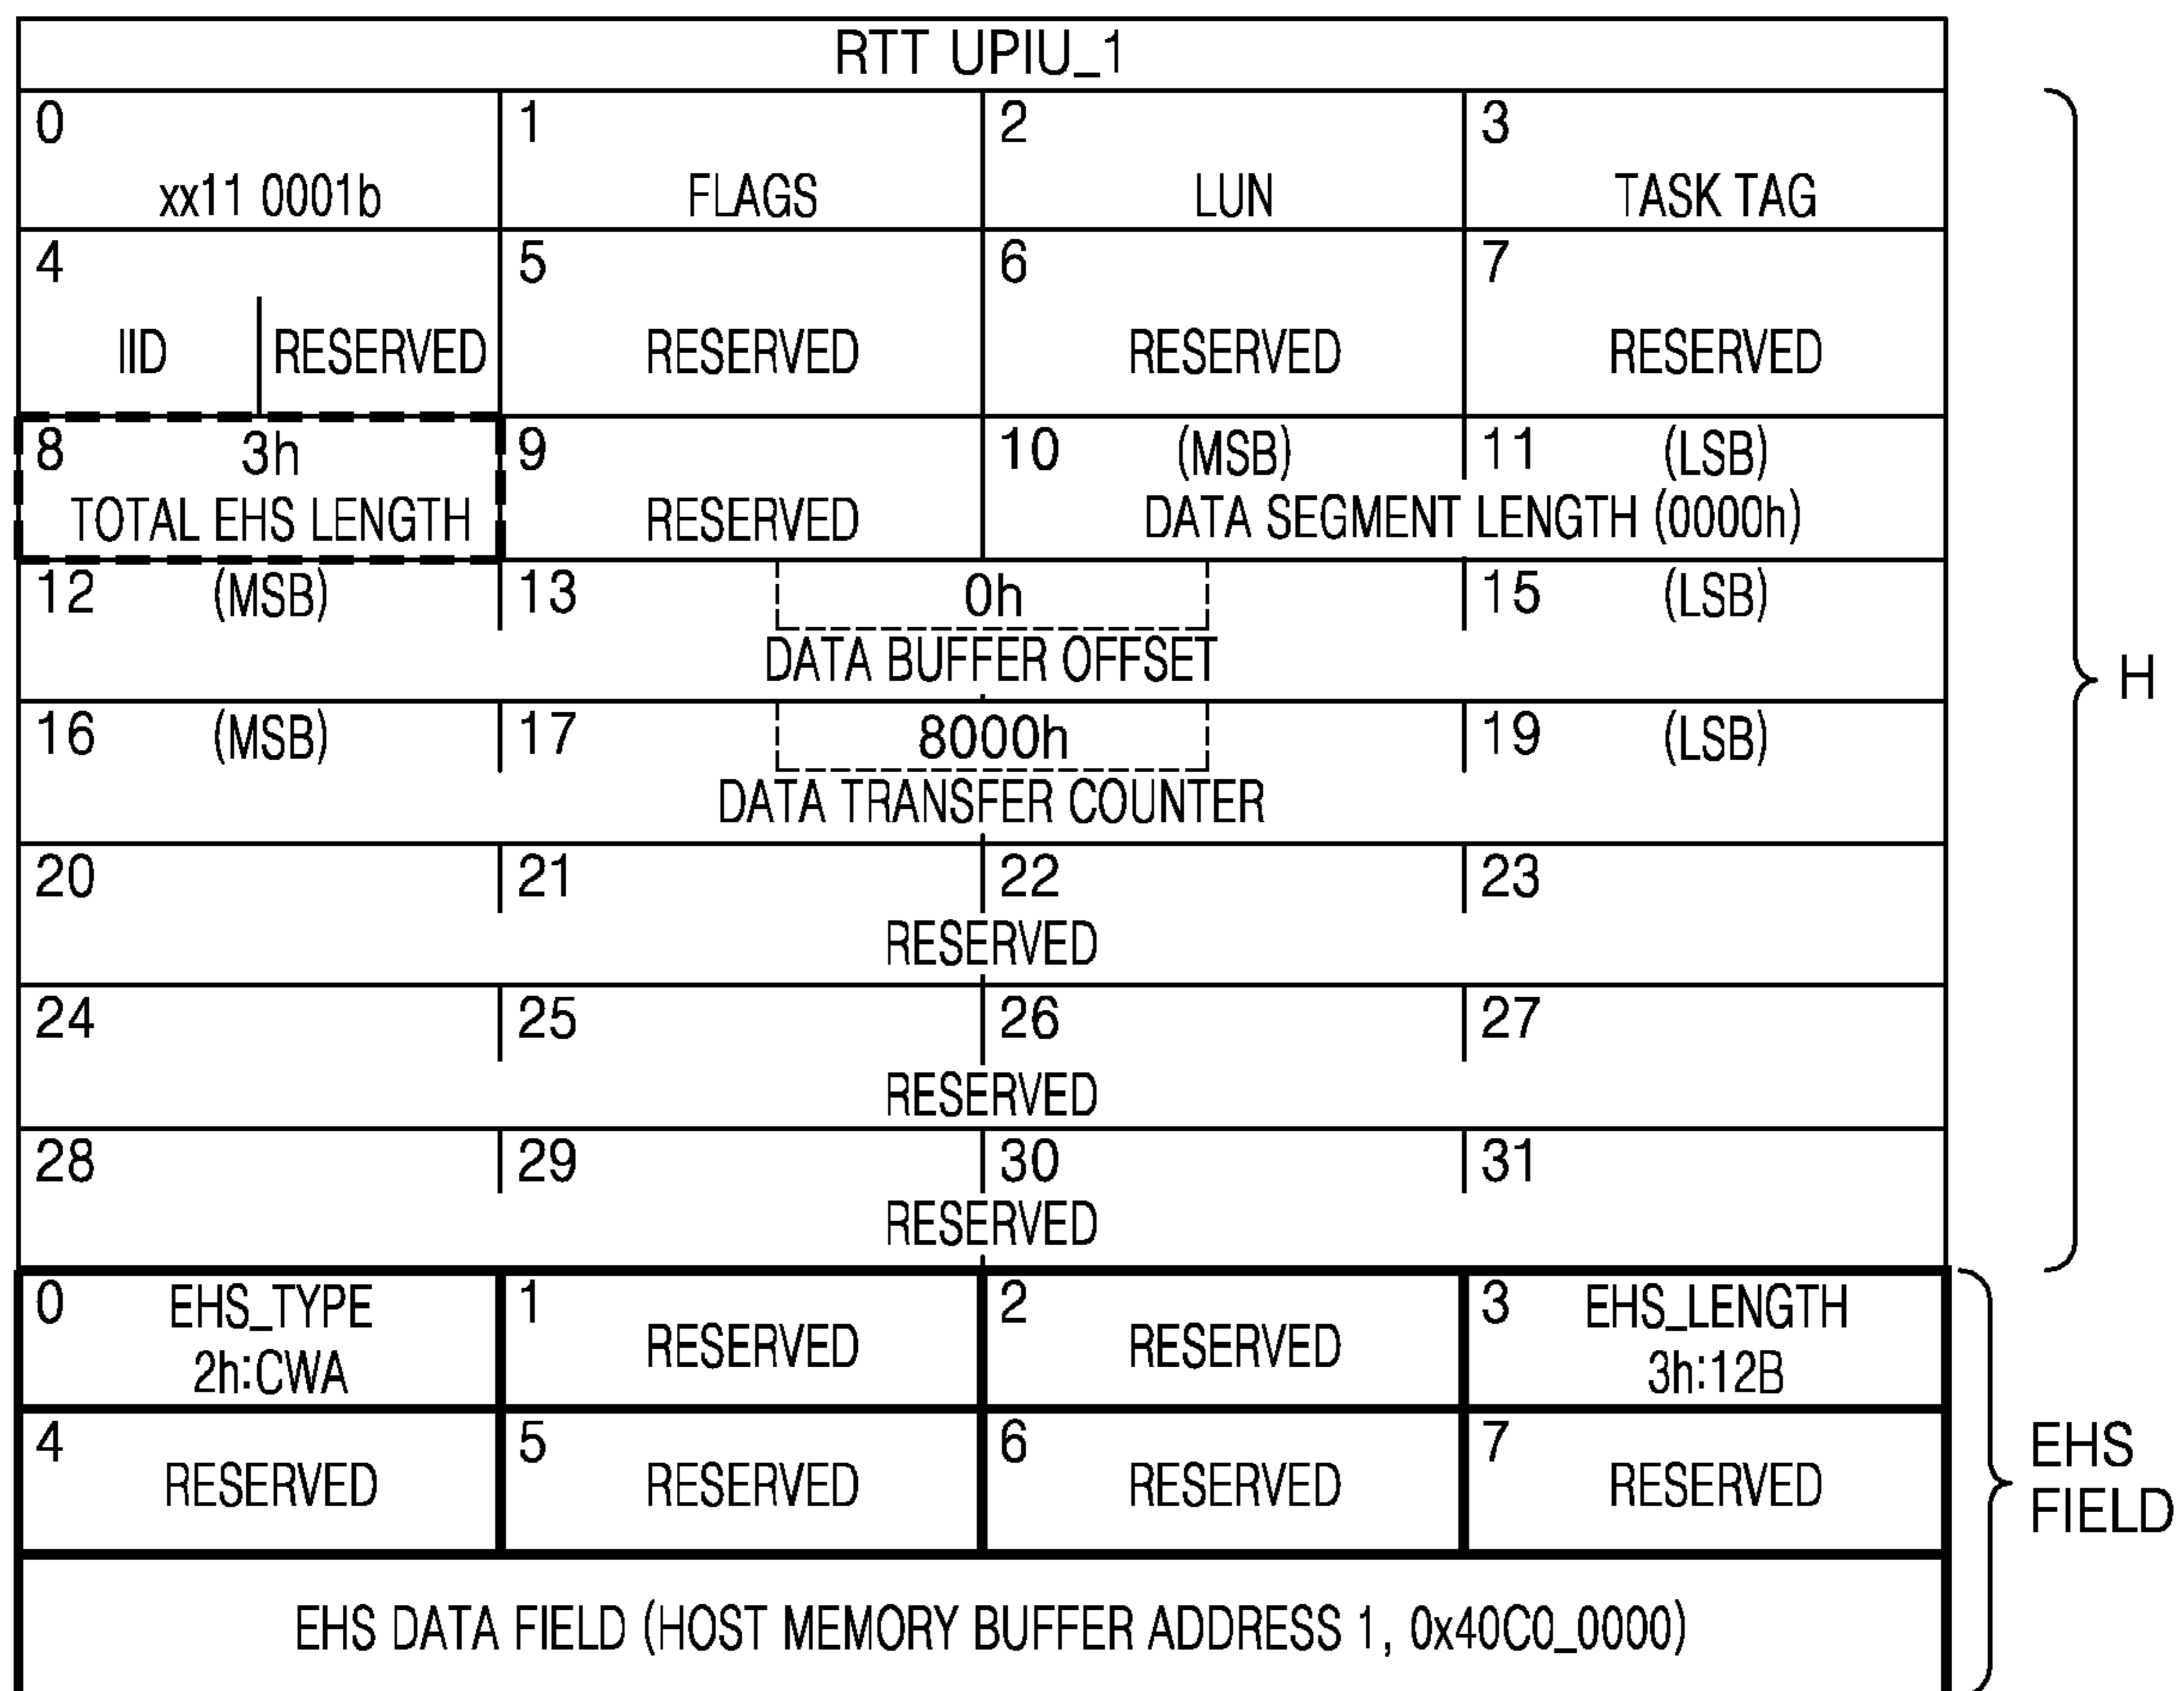 RTT UPIU_1
0 1 2 3
xx11 0001b FLAGS LUN TASK TAG
4 5 6 7
IID RESERVED RESERVED RESERVED RESERVED
8 3h 9 10 (MSB) 11 (LSB)
TOTAL EHS LENGTH RESERVED DATA SEGMENT LENGTH (0000h)
12 (MSB) 13 0h 15 (LSB)
DATA BUFFER OFFSET
H
16 (MSB) 17 8000h 19 (LSB)
DATA TRANSFER COUNTER
20 21 22 23
RESERVED
24 25 26 27
RESERVED
28 29 30 31
RESERVED
0 EHS_TYPE 1 RESERVED 2 RESERVED 3 EHS_LENGTH
2h:CWA 3h:12B
4 5 6 7
RESERVED RESERVED RESERVED RESERVED
EHS
FIELD
EHS DATA FIELD (HOST MEMORY BUFFER ADDRESS 1, 0x40C0_0000)